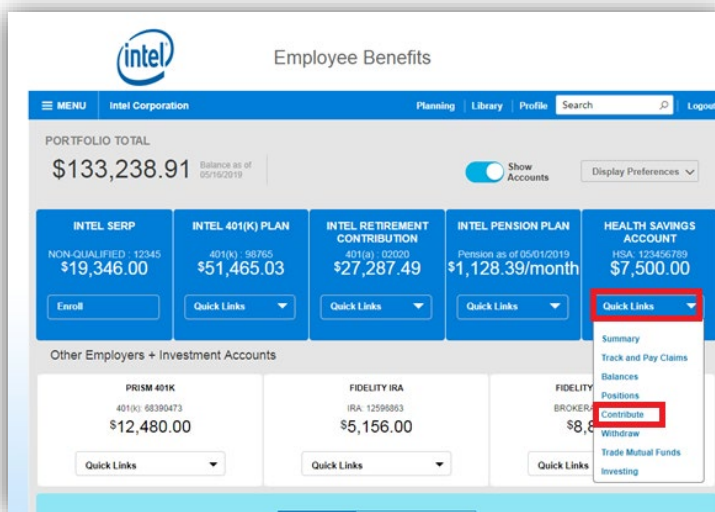 intel
Employee Benefits
MENU Intel Corporation Planning Library Profile Search Logout
PORTFOLIO TOTAL
$133,238.91 Balance as of
05/16/2019
Show
Accounts
Display Preferences
INTEL SERP
NON-QUALIFIED : 12345
$19,346.00
Enroll
INTEL 401(K) PLAN
401(k) : 98765
$51,465.03
Quick Links
INTEL RETIREMENT
CONTRIBUTION
401(a) : 02020
$27,287.49
Quick Links
INTEL PENSION PLAN
Pension as of 05/01/2019
$1,128.39/month
Quick Links
HEALTH SAVINGS
ACCOUNT
HSA: 123456789
$7,500.00
Quick Links
Summary
Track and Pay Claims
Balances
Positions
Contribute
Withdraw
Trade Mutual Funds
Investing
Other Employers + Investment Accounts
PRISM 401K
401(k): 68390473
$12,480.00
Quick Links
FIDELITY IRA
IRA: 12596863
$5,156.00
Quick Links
FIDELITY
Quick Links